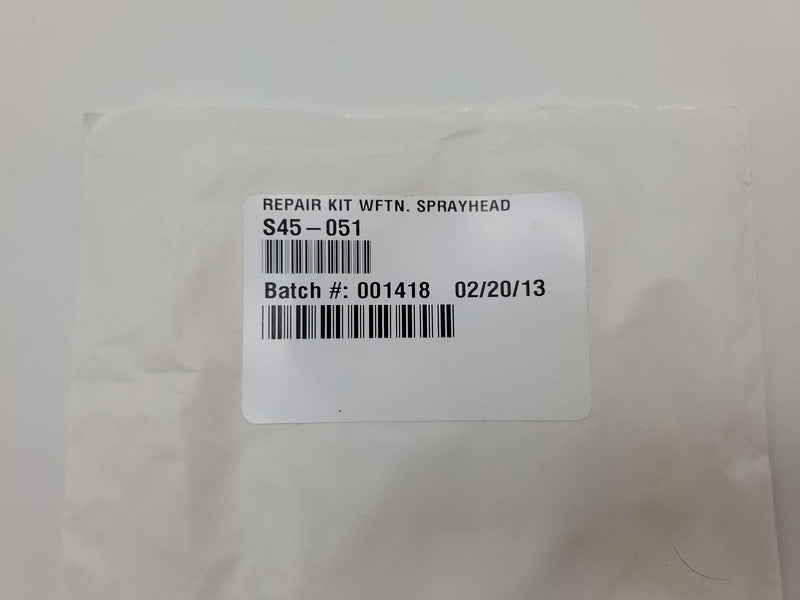 REPAIR KIT WFTN. SPRAYHEAD
S45-051
Batch #: 001418 02/20/13